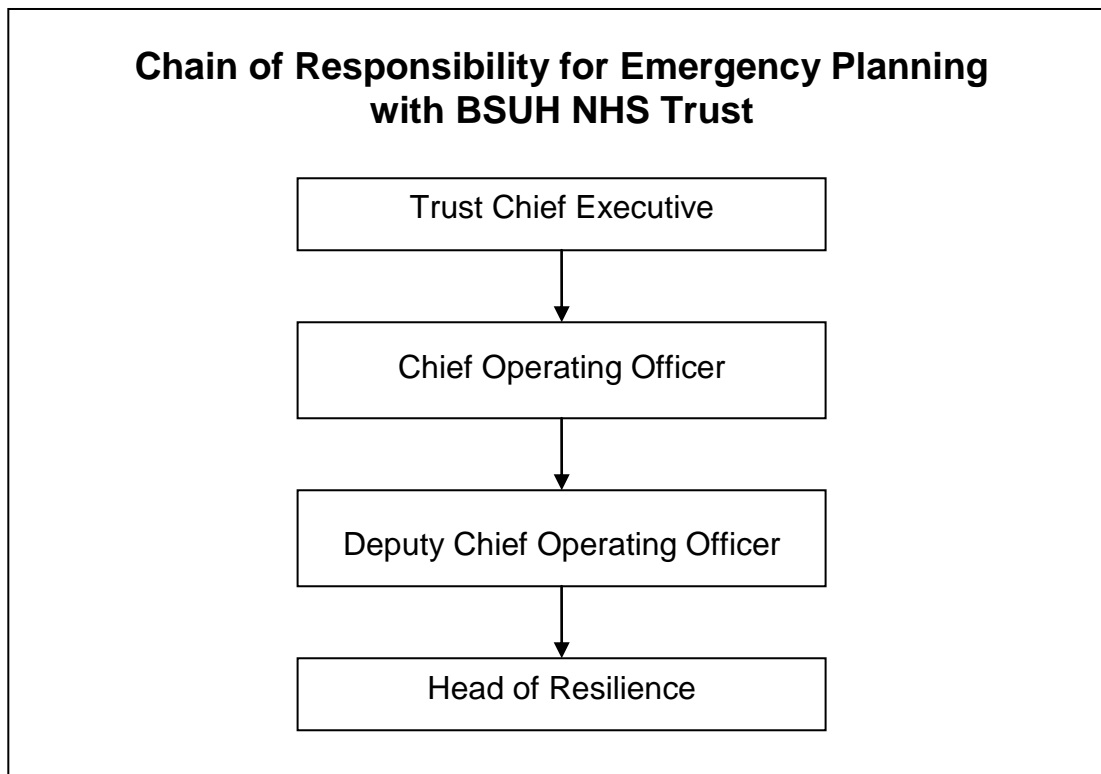 Chain of Responsibility for Emergency Planning
with BSUH NHS Trust
Trust Chief Executive
Chief Operating Officer
Deputy Chief Operating Officer
Head of Resilience